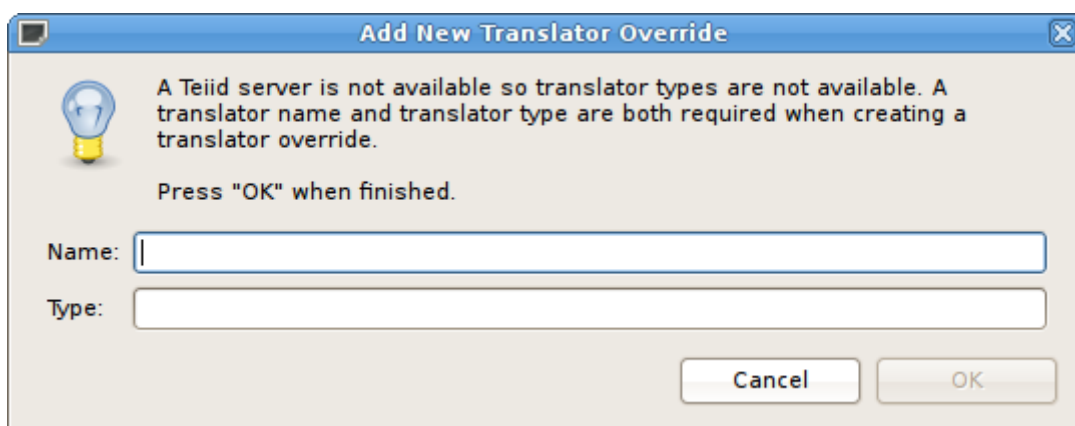 Add New Translator Override
A Teiid server is not available so translator types are not available. A
translator name and translator type are both required when creating a
translator override.
Press "OK" when finished.
Name:
Type:
Cancel OK